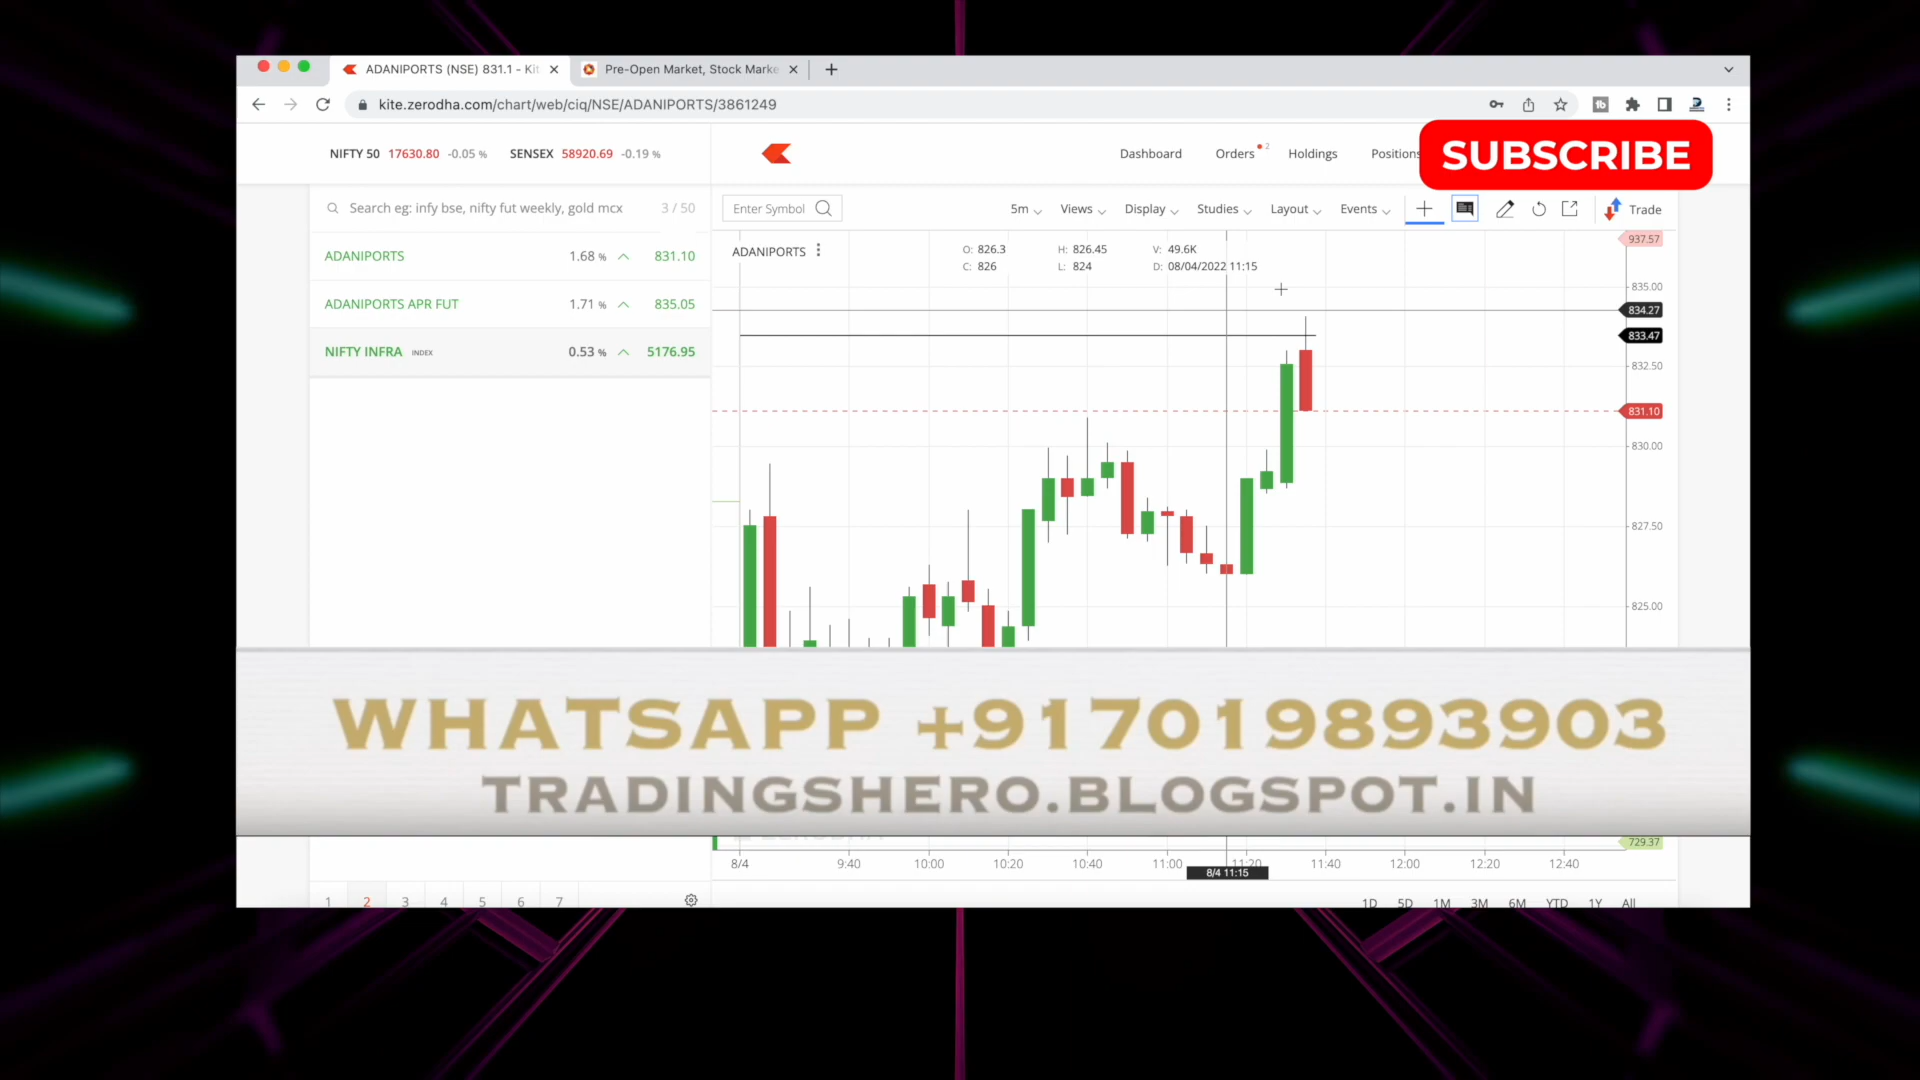 ADANIPORTS (NSE) 831.1 - Kit
Pre-Open Market, Stock Marke
kite.zerodha.com/chart/web/ciq/NSE/ADANIPORTS/3861249
NIFTY 50 17630.80 -0.05 % SENSEX 58920.69 -0.19 %
Dashboard Orders 2 Holdings Positions
SUBSCRIBE
Search eg: infy bse, nifty fut weekly, gold mcx 3 / 50
Enter Symbol 5m Views Display Studies Layout Events Trade
ADANIPORTS 1.68 % 831.10
ADANIPORTS APR FUT 1.71 % 835.05
NIFTY INFRA INDEX 0.53 % 5176.95
ADANIPORTS O: 826.3 H: 826.45 V: 49.6K
C: 826 L: 824 D: 08/04/2022 11:15
937.57
835.00
834.27
833.47
832.50
831.10
830.00
827.50
825.00
WHATSAPP +917019893903
TRADINGSHERO.BLOGSPOT.IN
729.37
8/4 9:40 10:00 10:20 10:40 11:00 11:20 11:40 12:00 12:20 12:40
8/4 11:15
1 2 3 4 5 6 7
1D 5D 1M 3M 6M YTD 1Y All